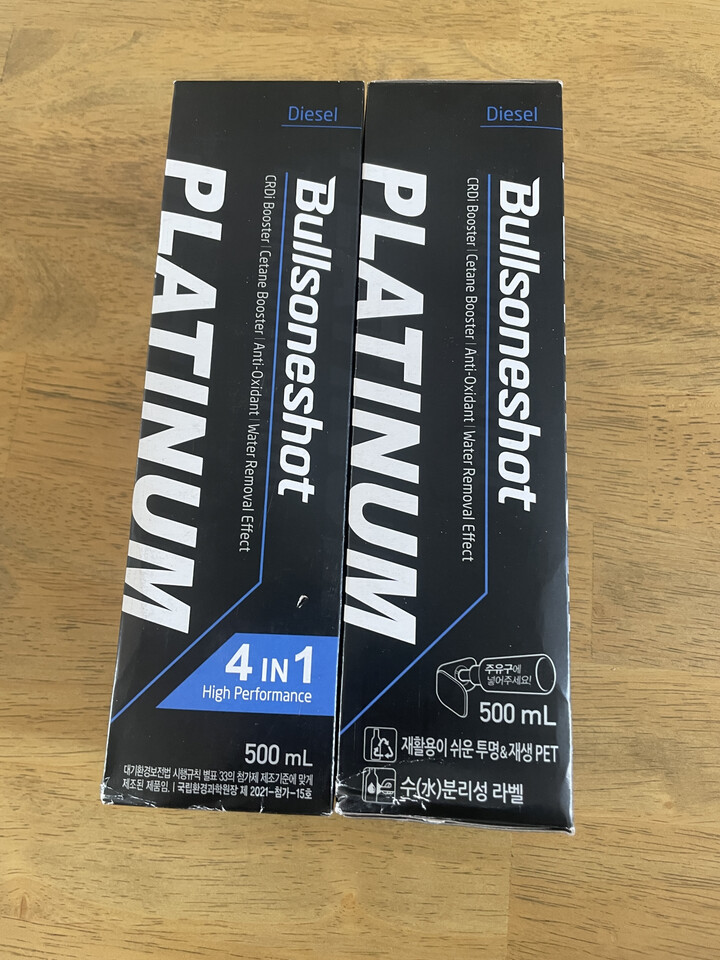 Diesel
Bullsoneshot
CRDi Booster | Cetane Booster | Anti-Oxidant | Water Removal Effect
PLATINUM
4 IN 1
High Performance
500 mL
대기환경보전법 시행규칙 별표 33의 첨가제 제조기준에 맞게
제조된 제품임. | 국립환경과학원장 제 2021-첨가-15호
Diesel
Bullsoneshot
CRDi Booster | Cetane Booster | Anti-Oxidant | Water Removal Effect
PLATINUM
주유구에
넣어주세요!
500 mL
재활용이 쉬운 투명&재생 PET
수(水)분리성 라벨